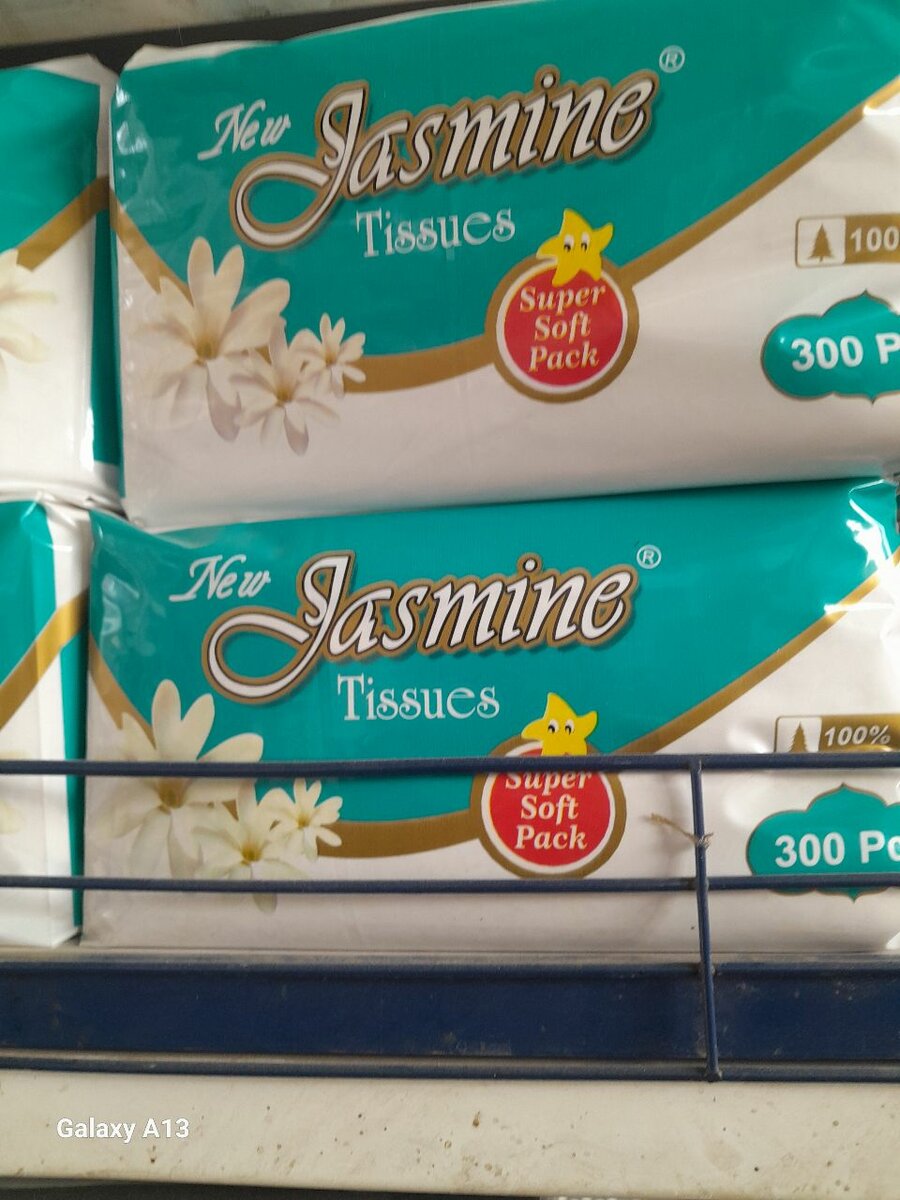 New Jasmine®
Tissues
Super
Soft
Pack
100
300 P
New Jasmine®
Tissues
Super
Soft
Pack
100%
300 Pc
Galaxy A13